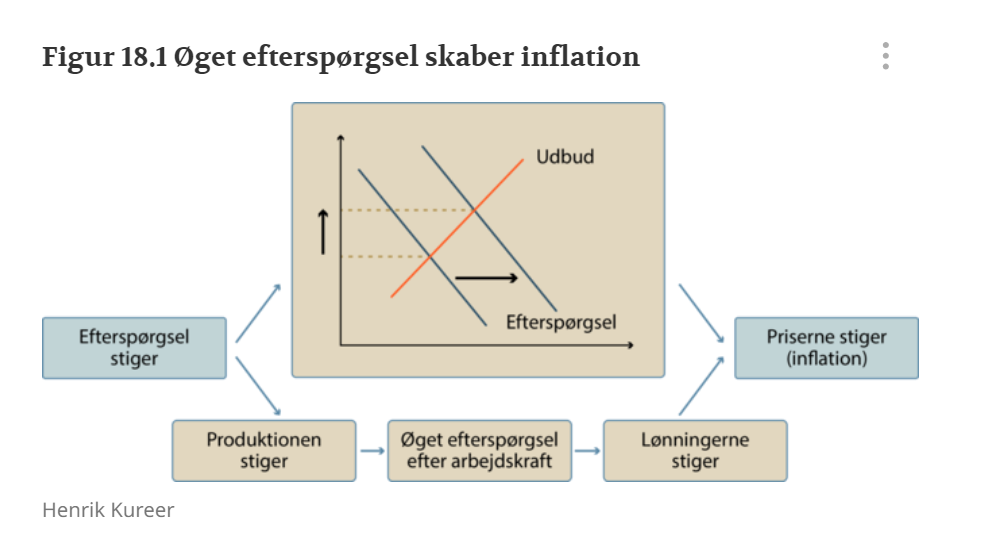 Figur 18.1 Øget efterspørgsel skaber inflation
Udbud
Efterspørgsel
Efterspørgsel
stiger
Priserne stiger
(inflation)
Produktionen
stiger
Øget efterspørgsel
efter arbejdskraft
Lønningerne
stiger
Henrik Kureer